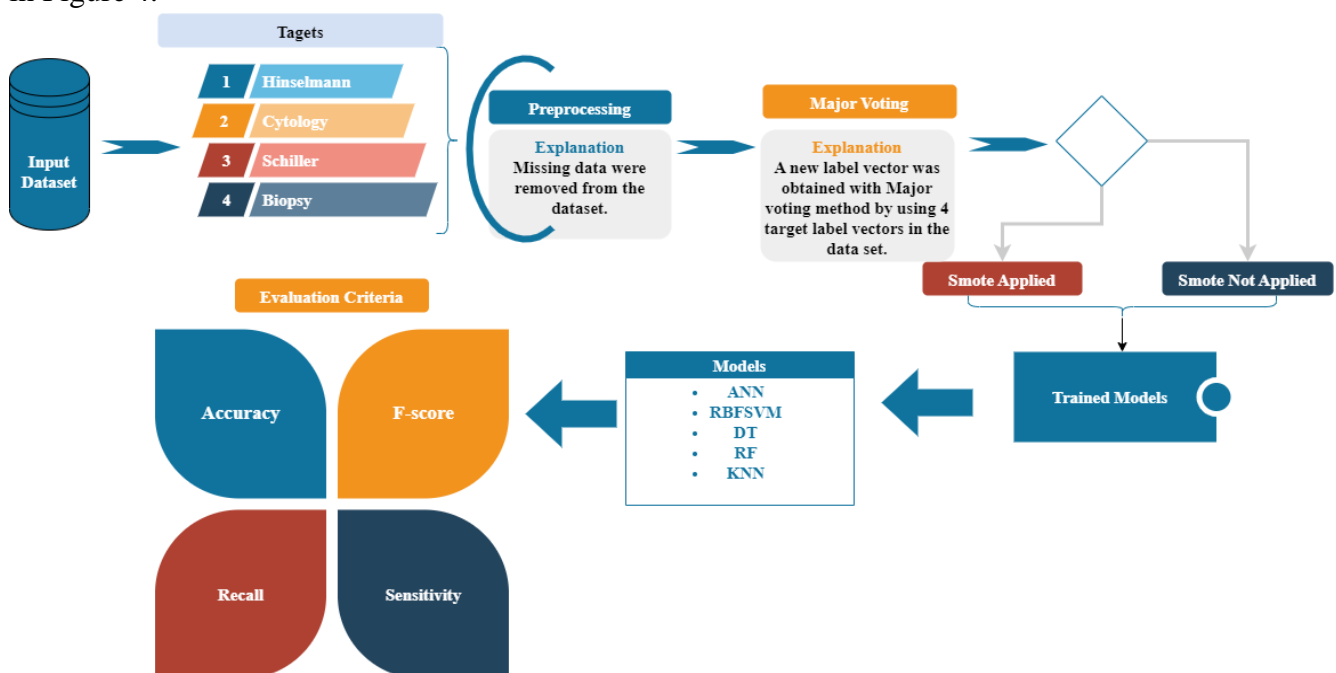 Tagets
1 Hinselmann
2 Cytology
3 Schiller
4 Biopsy
Input
Dataset
Preprocessing
Explanation
Missing data were
removed from the
dataset.
Major Voting
Explanation
A new label vector was
obtained with Major
voting method by using 4
target label vectors in the
data set.
Smote Applied
Smote Not Applied
Trained Models
Models
• ANN
• RBFSVM
• DT
• RF
• KNN
Evaluation Criteria
Accuracy
F-score
Recall
Sensitivity